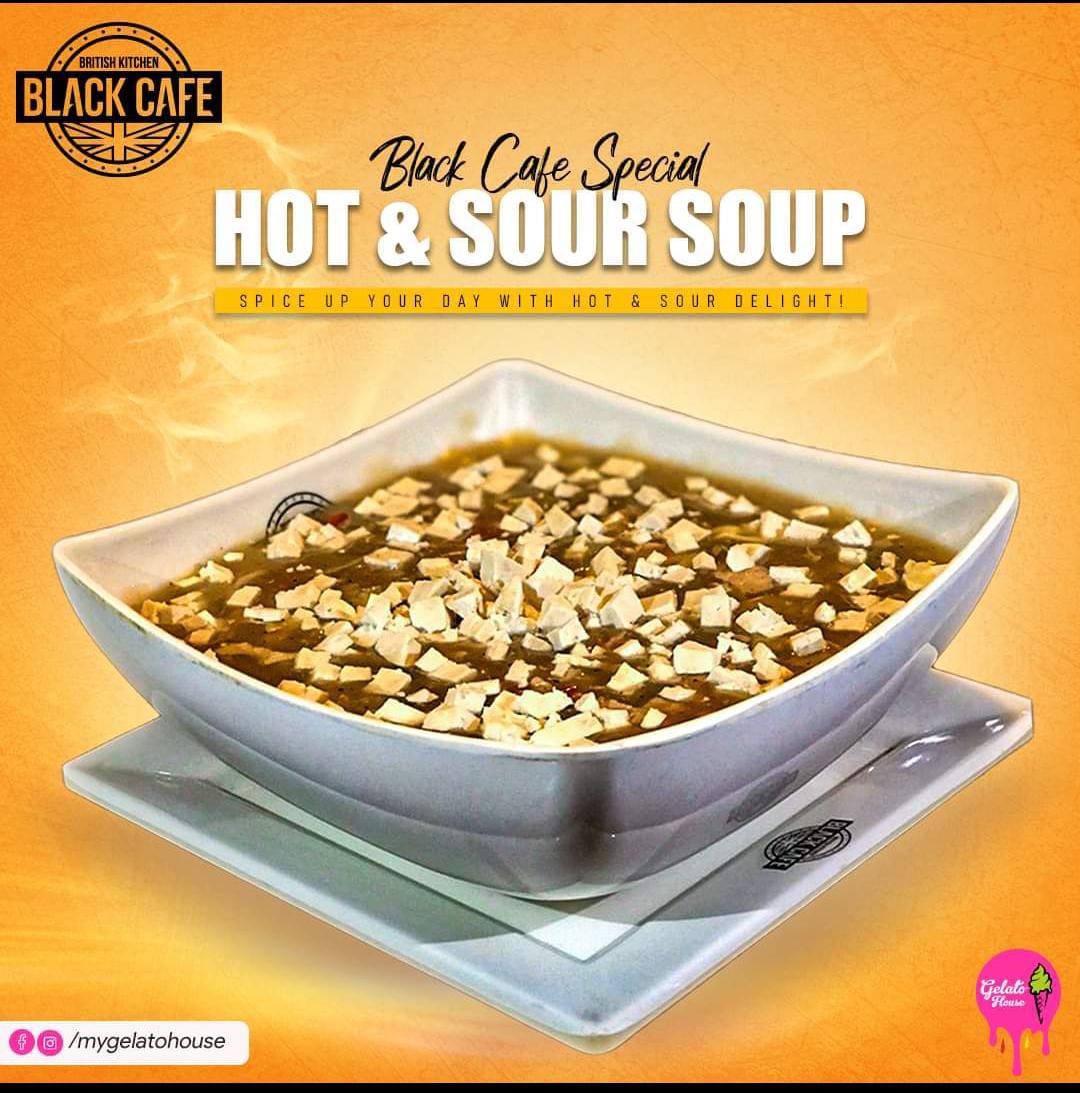 BRITISH KITCHEN
BLACK CAFE
Black Cafe Special
HOT & SOUR SOUP
SPICE UP YOUR DAY WITH HOT & SOUR DELIGHT!
Gelato
House
/mygelatohouse